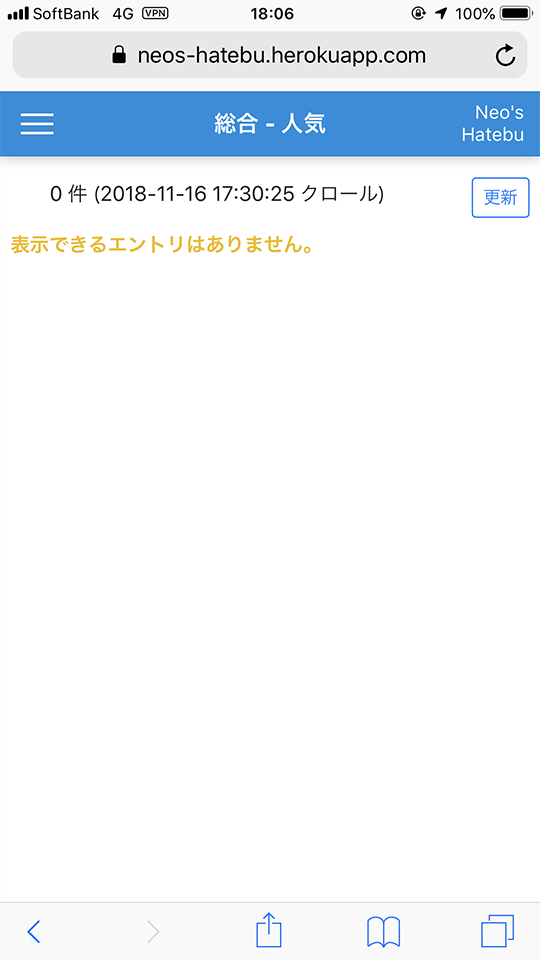 SoftBank 4G VPN 18:06 100%
neos-hatebu.herokuapp.com
総合 - 人気
Neo's
Hatebu
0 件 (2018-11-16 17:30:25 クロール)
更新
表示できるエントリはありません。